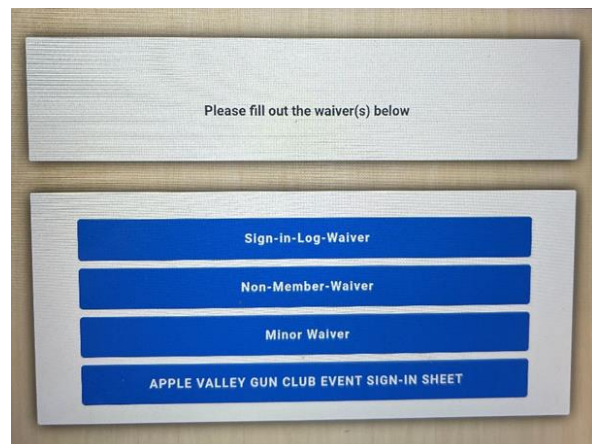 Please fill out the waiver(s) below
Sign-in-Log-Waiver
Non-Member-Waiver
Minor Waiver
APPLE VALLEY GUN CLUB EVENT SIGN-IN SHEET